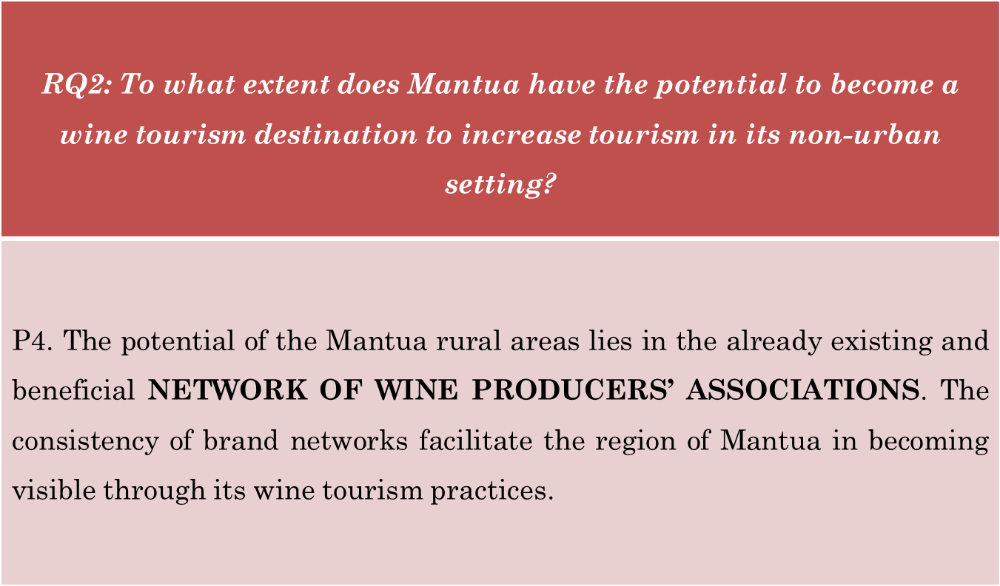 RQ2: To what extent does Mantua have the potential to become a
wine tourism destination to increase tourism in its non-urban
setting?
P4. The potential of the Mantua rural areas lies in the already existing and
beneficial NETWORK OF WINE PRODUCERS’ ASSOCIATIONS. The
consistency of brand networks facilitate the region of Mantua in becoming
visible through its wine tourism practices.